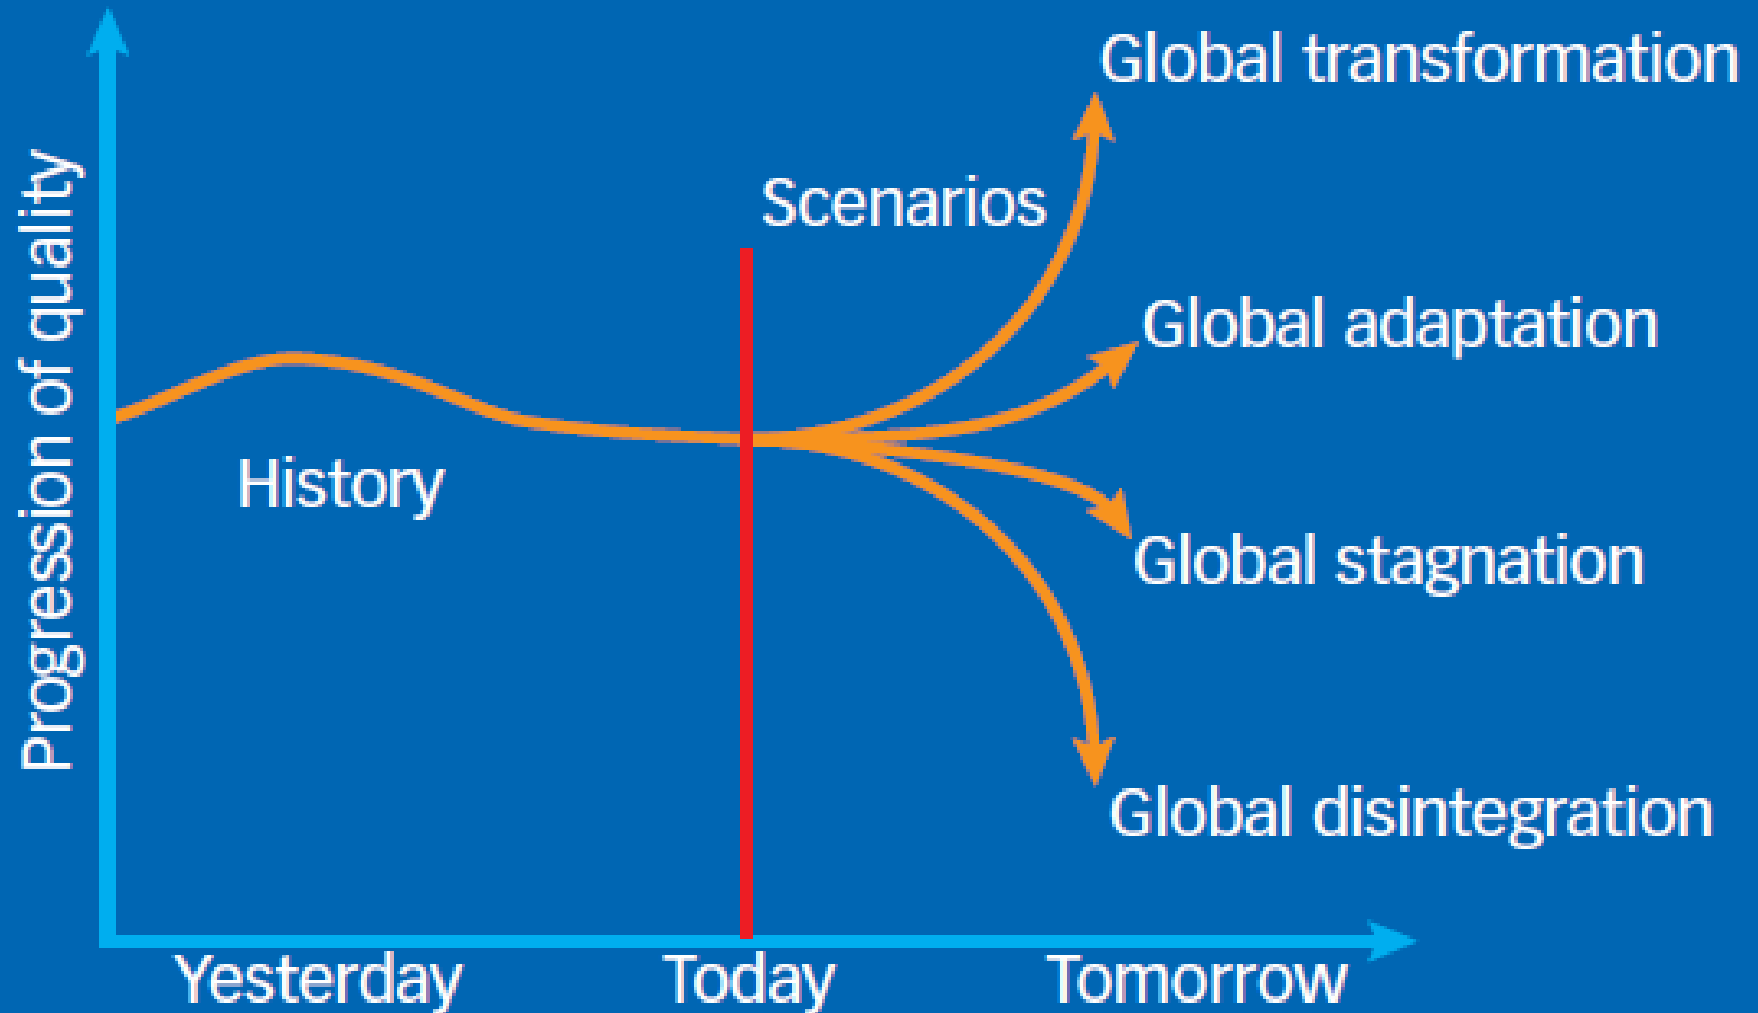 Global transformation
Scenarios
Global adaptation
Progression of quality
History
Global stagnation
Global disintegration
Yesterday
Today
Tomorrow